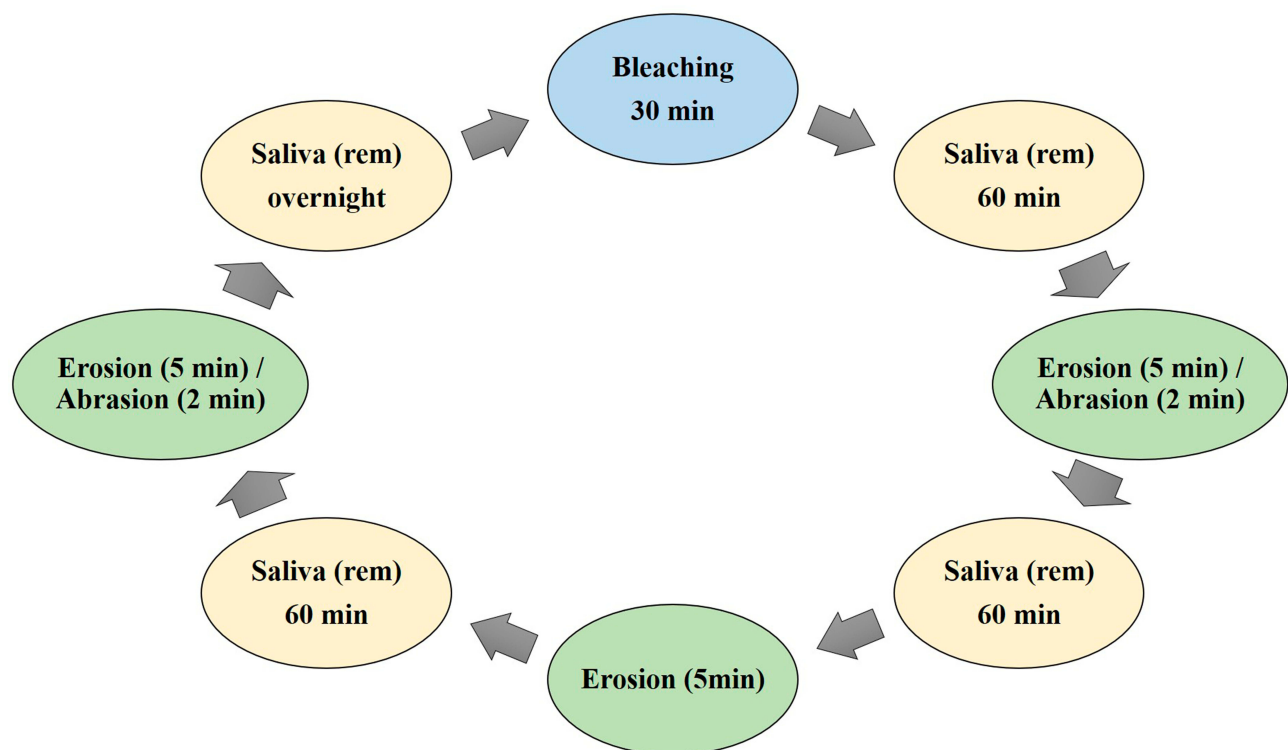 Bleaching
30 min
Saliva (rem)
60 min
Erosion (5 min) /
Abrasion (2 min)
Saliva (rem)
60 min
Erosion (5min)
Saliva (rem)
60 min
Erosion (5 min) /
Abrasion (2 min)
Saliva (rem)
overnight